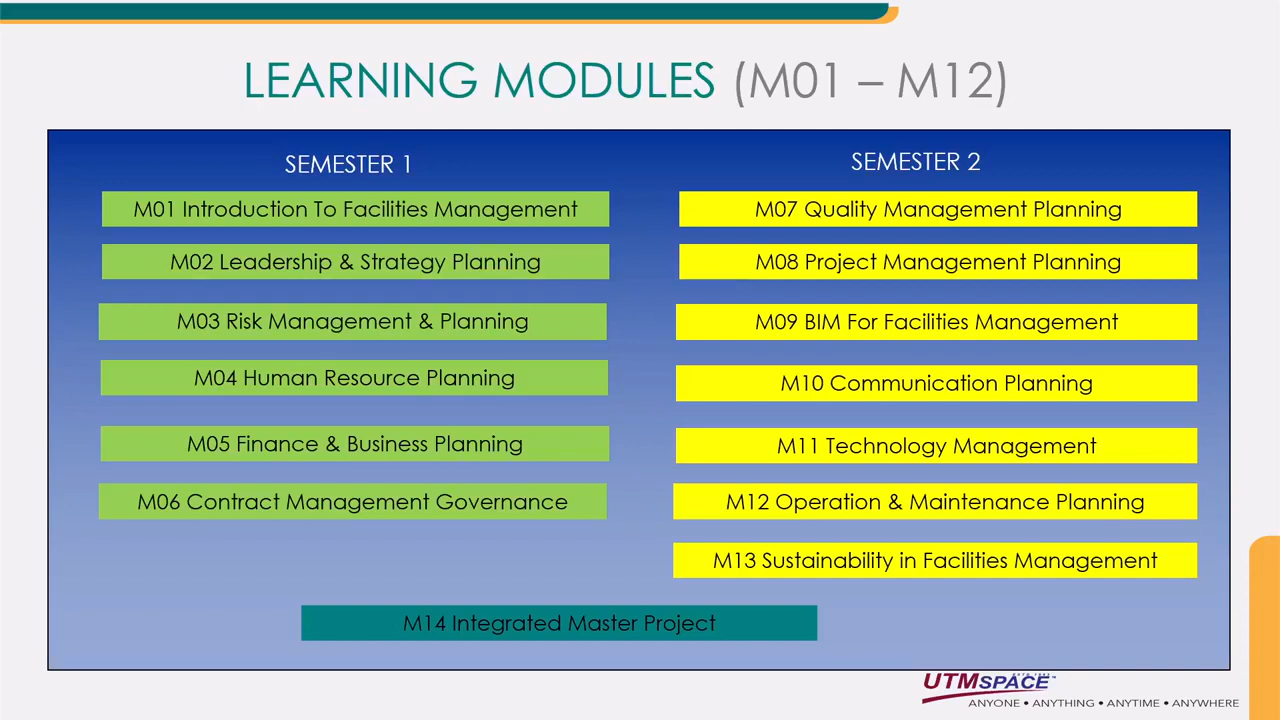 LEARNING MODULES (M01 – M12)
SEMESTER 1
M01 Introduction To Facilities Management
M02 Leadership & Strategy Planning
M03 Risk Management & Planning
M04 Human Resource Planning
M05 Finance & Business Planning
M06 Contract Management Governance
SEMESTER 2
M07 Quality Management Planning
M08 Project Management Planning
M09 BIM For Facilities Management
M10 Communication Planning
M11 Technology Management
M12 Operation & Maintenance Planning
M13 Sustainability in Facilities Management
M14 Integrated Master Project
UTMSPACE™
ANYONE • ANYTHING • ANYTIME • ANYWHERE